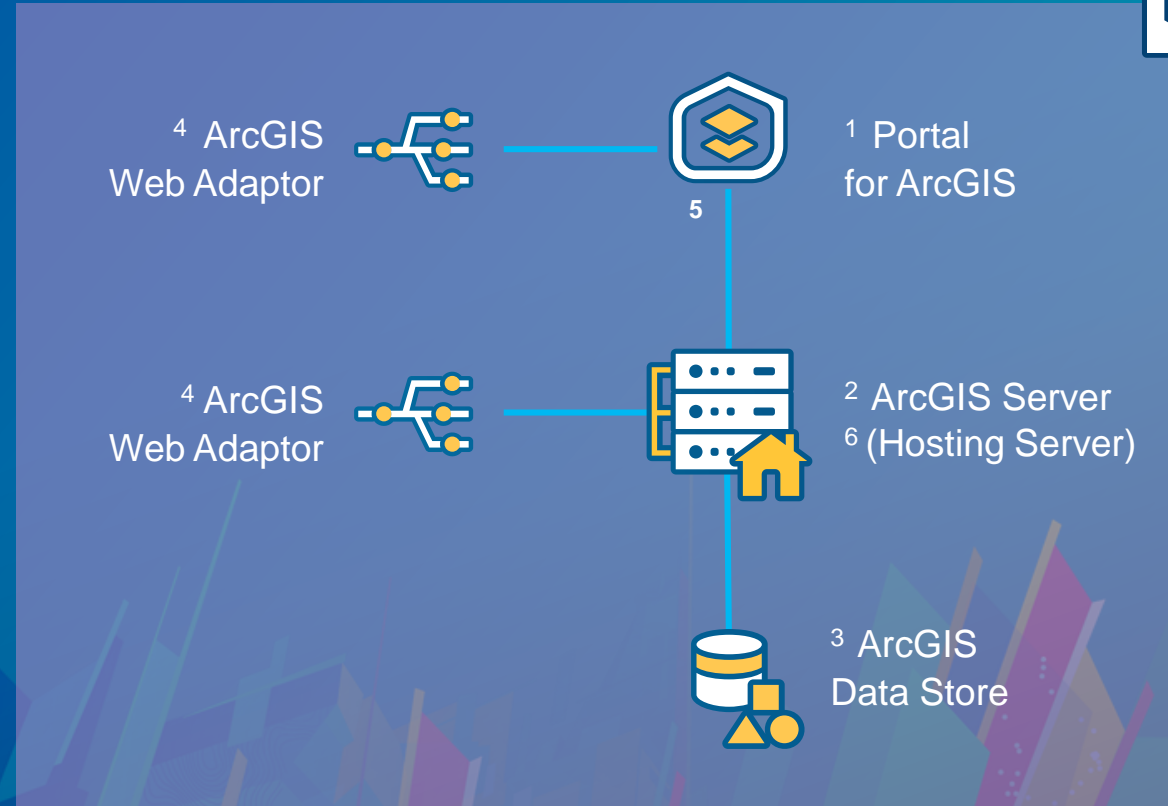 ⁴ ArcGIS
Web Adaptor
¹ Portal
for ArcGIS
5
⁴ ArcGIS
Web Adaptor
² ArcGIS Server
⁶ (Hosting Server)
³ ArcGIS
Data Store